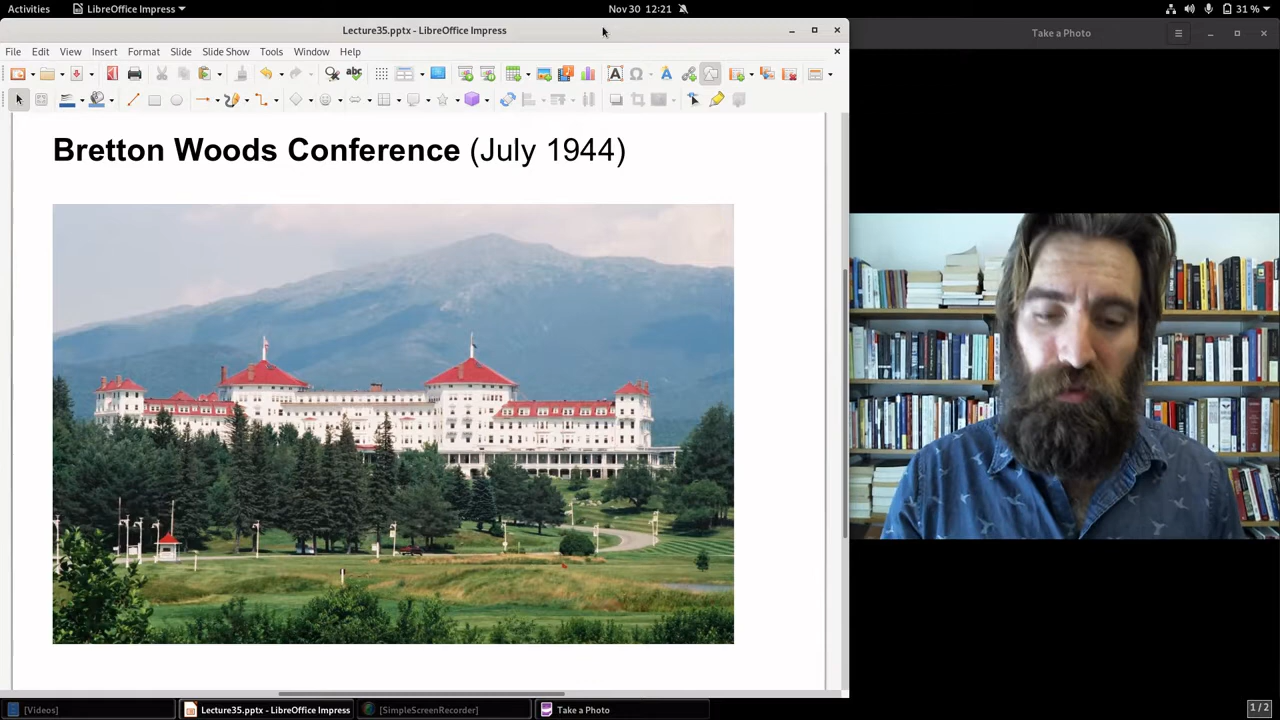 Activities
LibreOffice Impress
Nov 30 12:21
31 %
Lecture35.pptx - LibreOffice Impress
Take a Photo
File Edit View Insert Format Slide Slide Show Tools Window Help
Bretton Woods Conference (July 1944)
[Videos]
Lecture35.pptx - LibreOffice Impress
[SimpleScreenRecorder]
Take a Photo
1/2